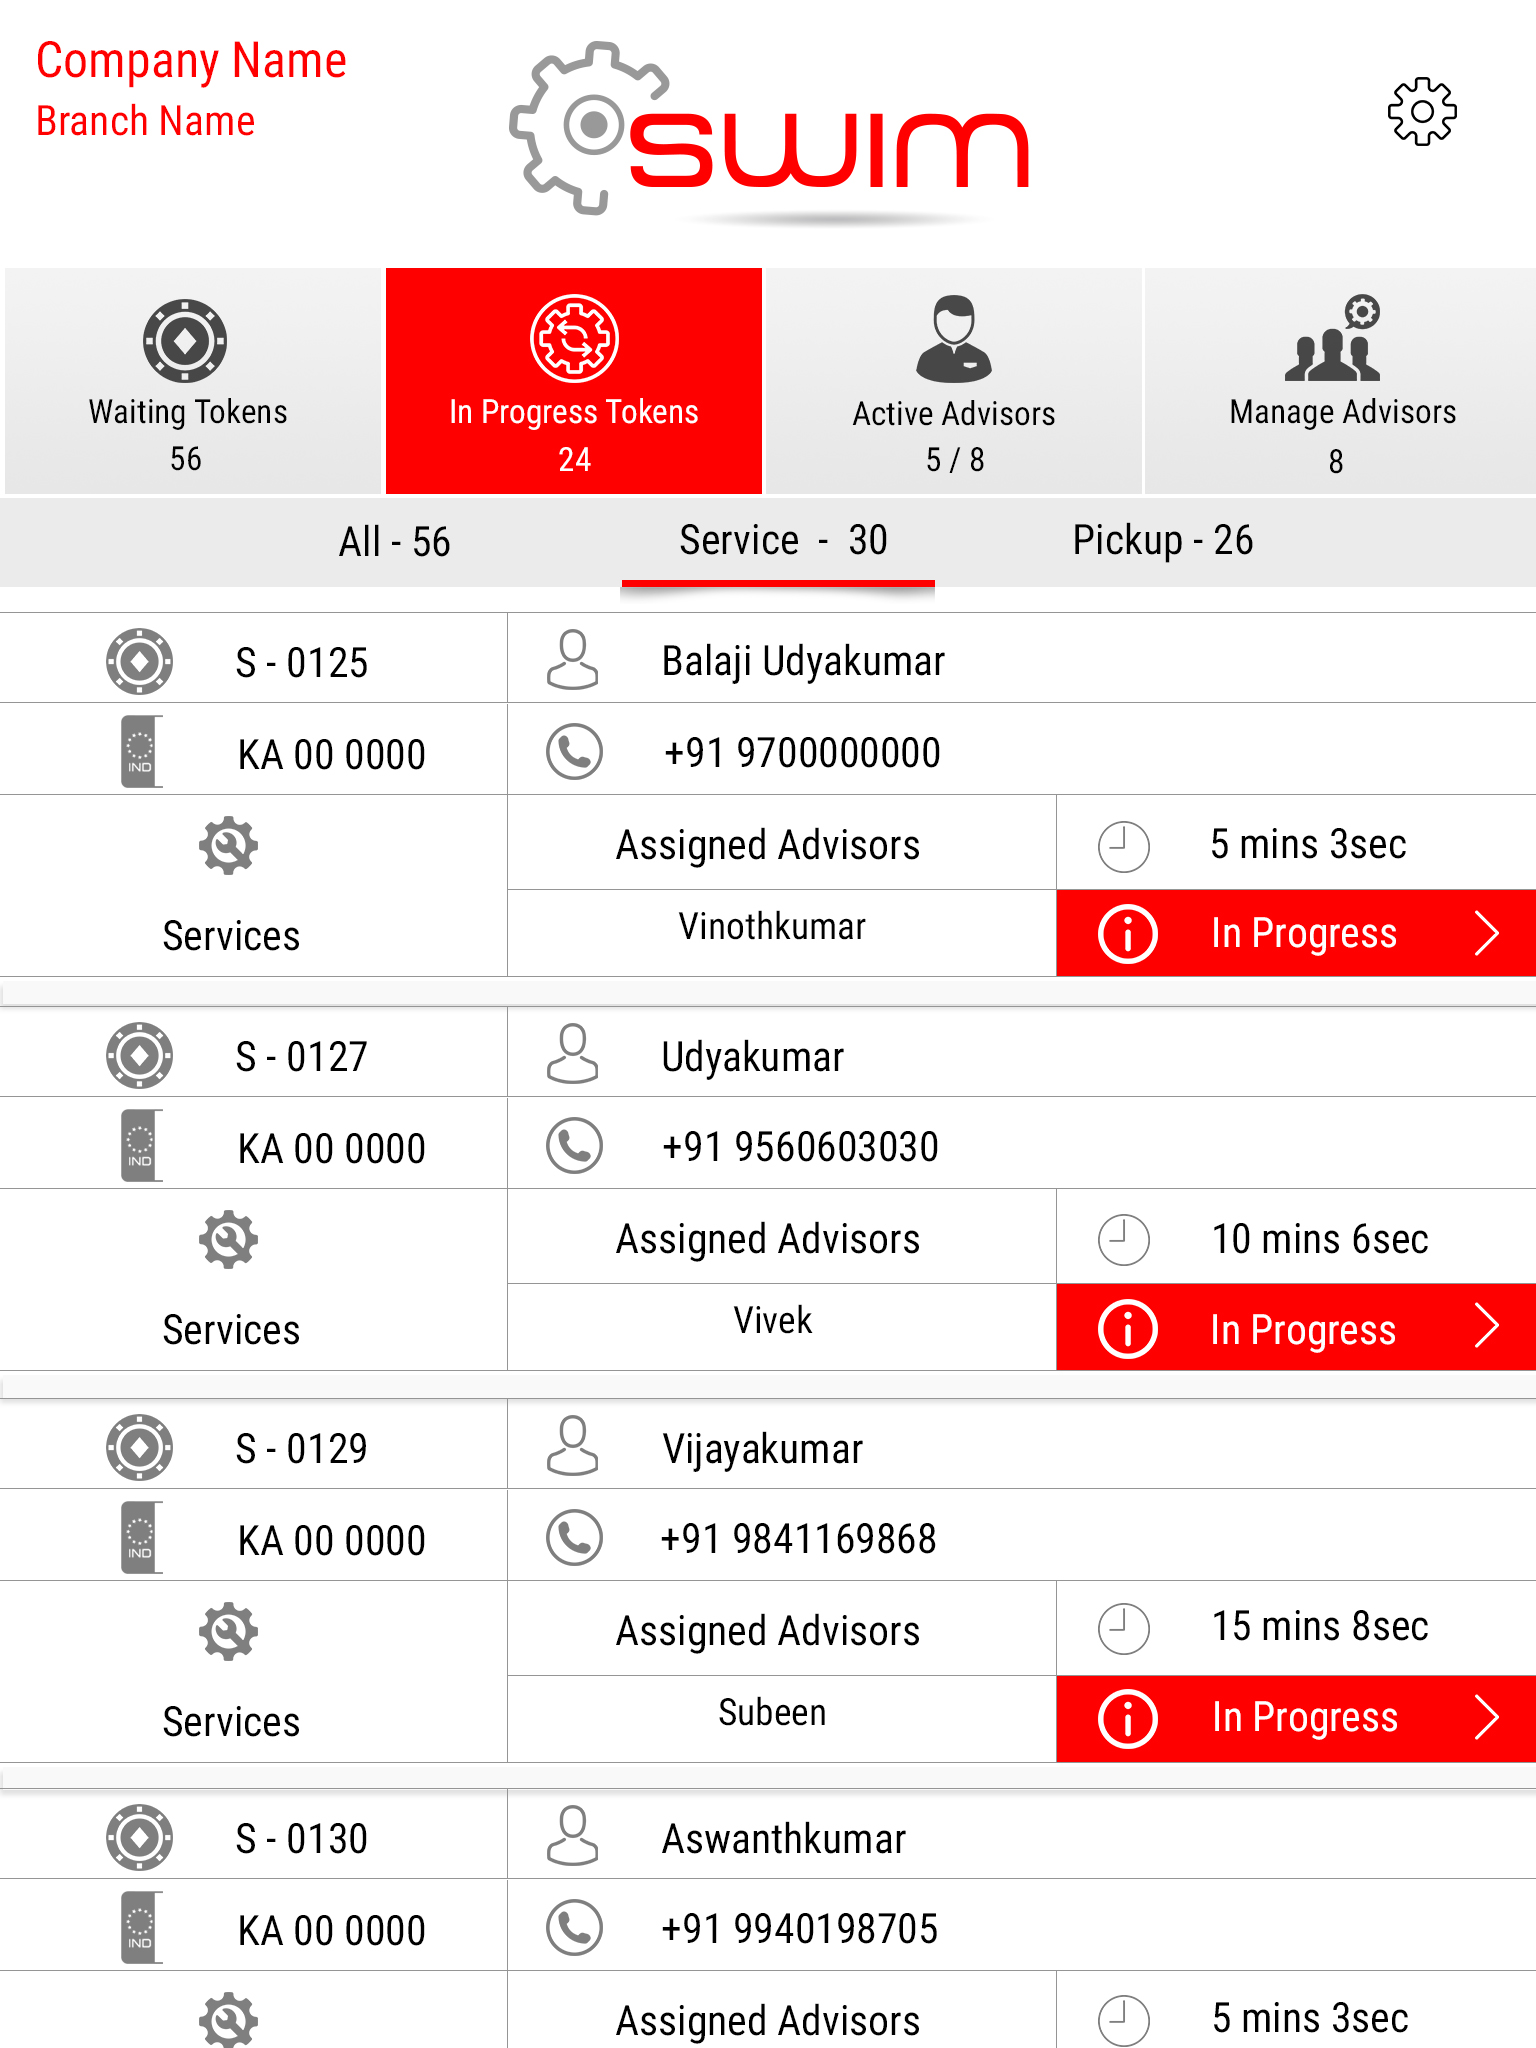 Company Name
Branch Name
swim
Waiting Tokens
56
In Progress Tokens
24
Active Advisors
5 / 8
Manage Advisors
8
All - 56
Service - 30
Pickup - 26
S - 0125
Balaji Udyakumar
IND
KA 00 0000
+91 9700000000
Services
Assigned Advisors
5 mins 3sec
Vinothkumar
In Progress
S - 0127
Udyakumar
IND
KA 00 0000
+91 9560603030
Services
Assigned Advisors
10 mins 6sec
Vivek
In Progress
S - 0129
Vijayakumar
IND
KA 00 0000
+91 9841169868
Services
Assigned Advisors
15 mins 8sec
Subeen
In Progress
S - 0130
Aswanthkumar
IND
KA 00 0000
+91 9940198705
Assigned Advisors
5 mins 3sec